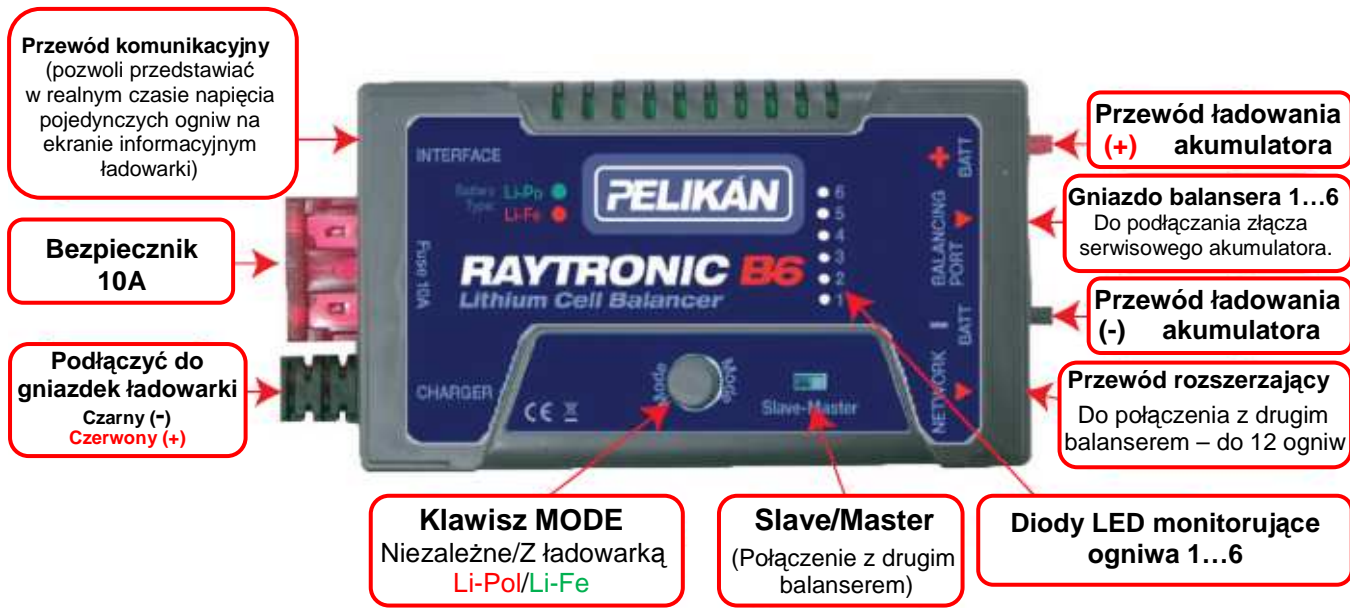 Przewód komunikacyjny
(pozwoli przedstawiać
w realnym czasie napięcia
pojedynczych ogniw na
ekranie informacyjnym
ładowarki)
Bezpiecznik
10A
Podłączyć do
gniazdek ładowarki
Czarny (-)
Czerwony (+)
INTERFACE
Battery Type:
Li-Po
Li-Fe
PELIKÁN
RAYTRONIC B6
Lithium Cell Balancer
6
5
4
3
2
1
Fuse 10A
CHARGER
CE
Mode
Mode
Slave-Master
+
BATT
BALANCING
PORT
-
BATT
NETWORK
Przewód ładowania
(+) akumulatora
Gniazdo balansera 1...6
Do podłączania złącza
serwisowego akumulatora.
Przewód ładowania
(-) akumulatora
Przewód rozszerzający
Do połączenia z drugim
balanserem – do 12 ogniw
Klawisz MODE
Niezależne/Z ładowarką
Li-Pol/Li-Fe
Slave/Master
(Połączenie z drugim
balanserem)
Diody LED monitorujące
ogniwa 1...6